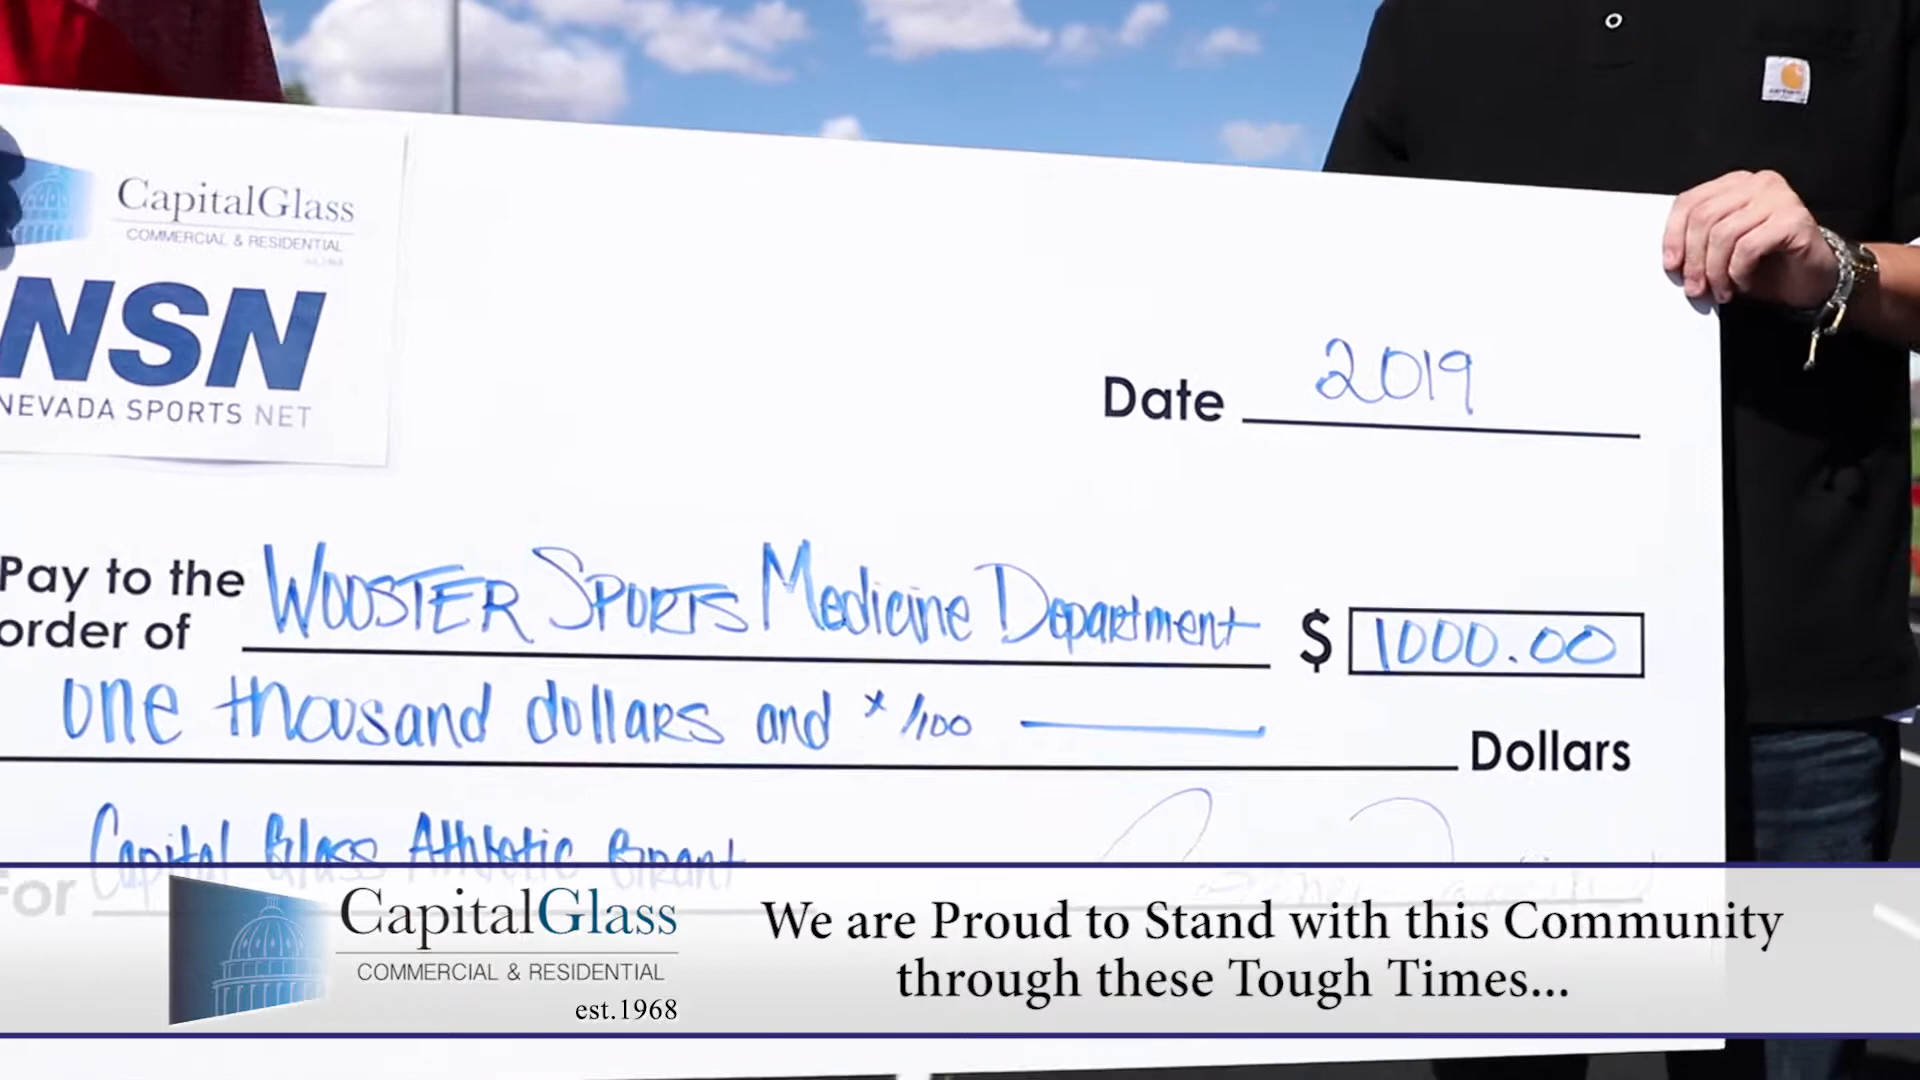 CapitalGlass
COMMERCIAL & RESIDENTIAL
NSN
NEVADA SPORTS NET
Date 2019
Pay to the order of WOOSTER SPORTS Medicine Department $ 1000.00
one thousand dollars and x/100 Dollars
For Capital Glass Athletic Grant
CapitalGlass
COMMERCIAL & RESIDENTIAL
est.1968
We are Proud to Stand with this Community
through these Tough Times...